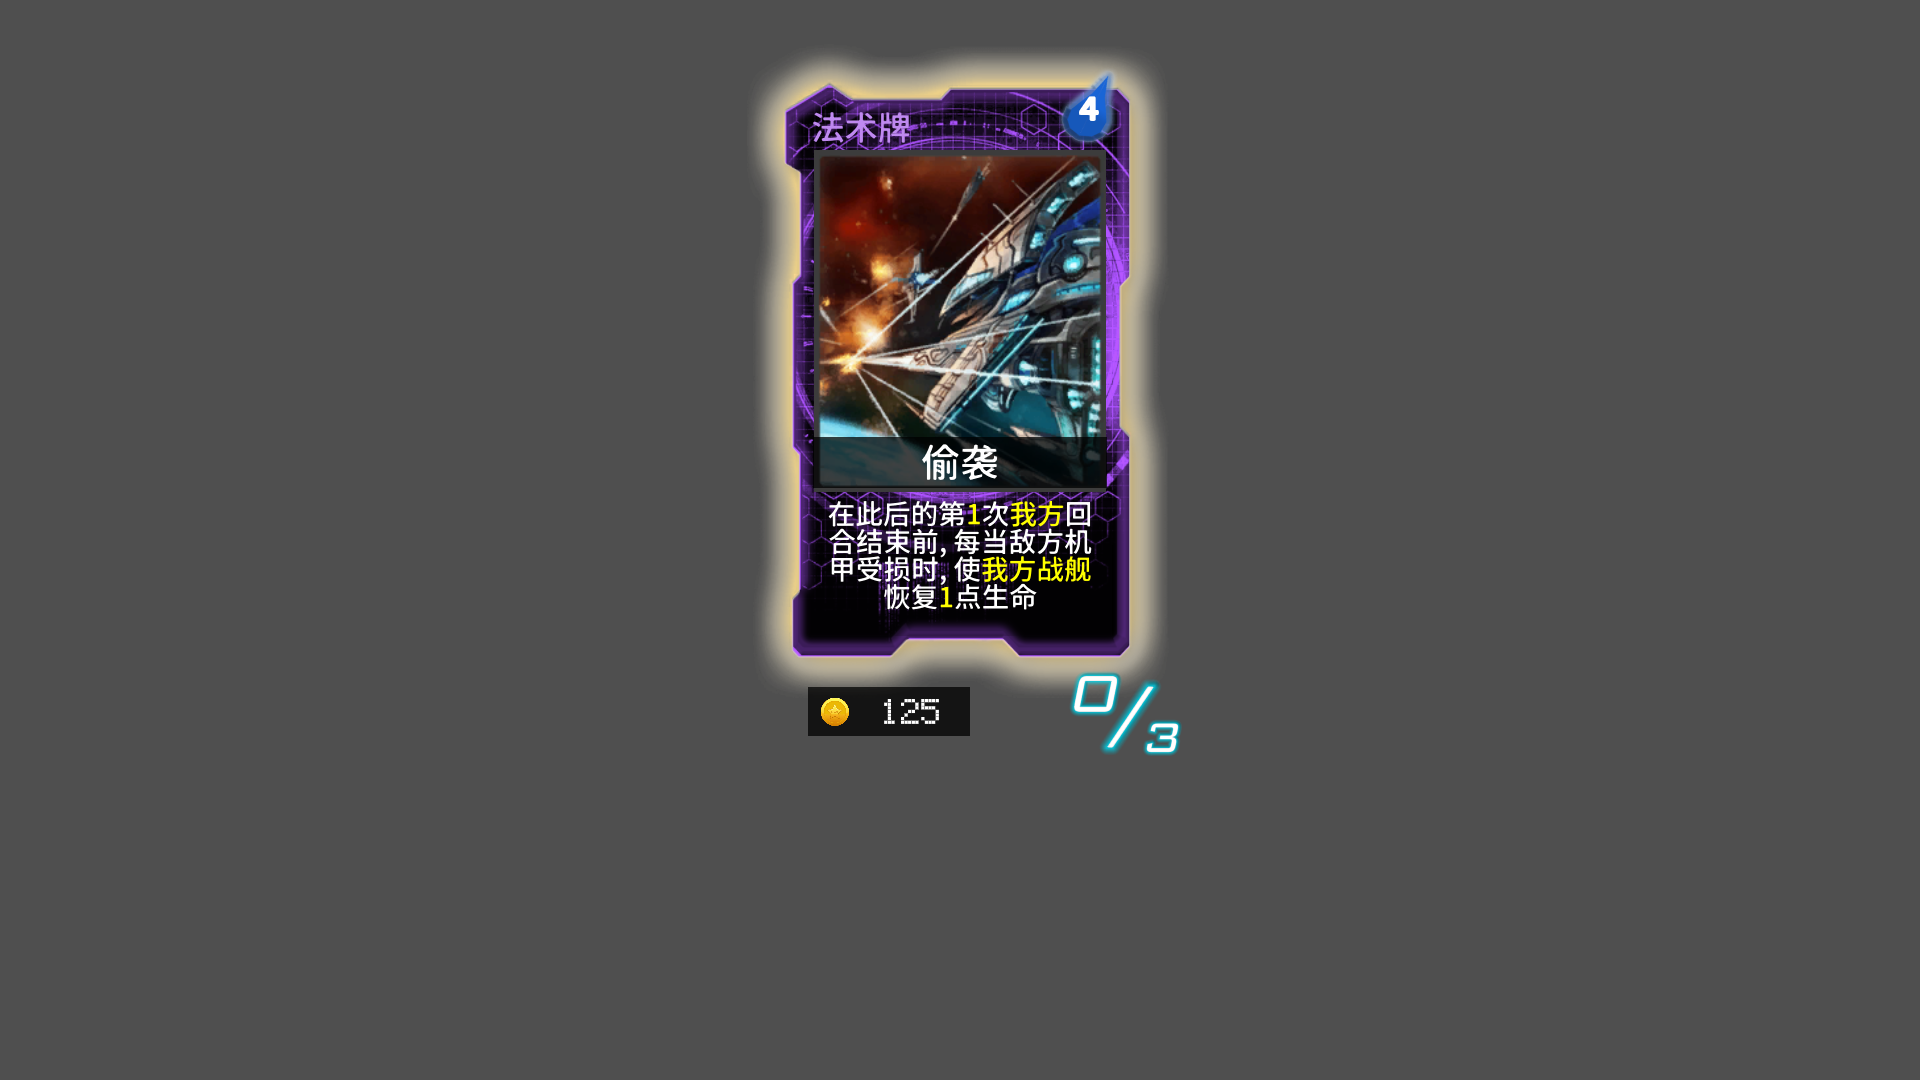 4
法术牌
偷袭
在此后的第1次我方回
合结束前,每当敌方机
甲受损时,使我方战舰
恢复1点生命
125
0/3